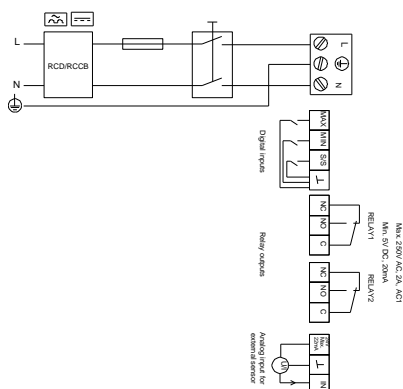 L
N
RCD/RCCB
L
N
MAX
MIN
S/S
Digital inputs
NC
NO
C
RELAY1
Relay outputs
NC
NO
C
RELAY2
Max. 250V AC, 2A, AC1
Min. 5V DC, 20mA
Max.
22mA
IN
U/I
Analog input for
external sensor